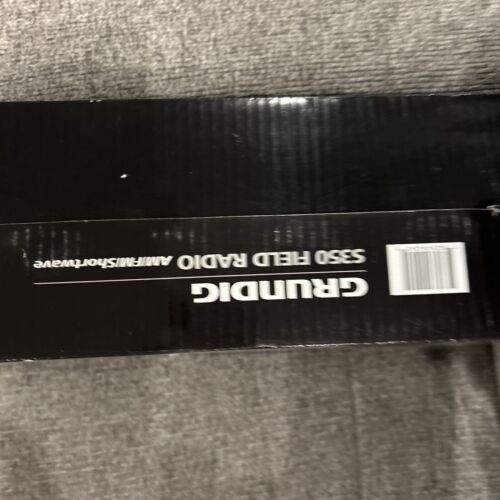 GRUNDIG
S350 FIELD RADIO AM/FM/Shortwave